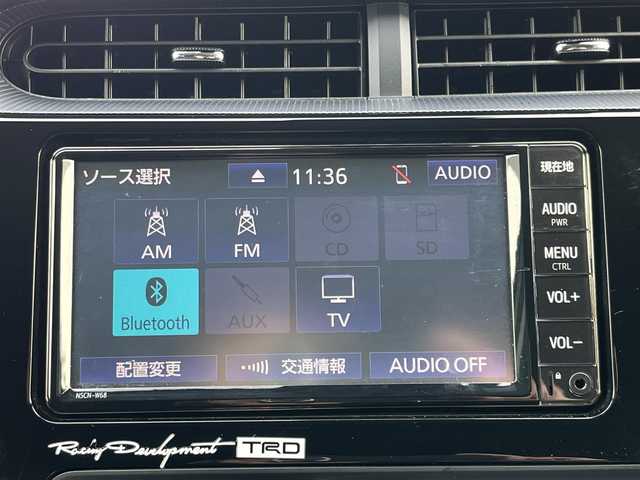 ソース選択 11:36 AUDIO
AM FM CD SD
Bluetooth AUX TV
配置変更 交通情報 AUDIO OFF
NSCN-W68
現在地
AUDIO
PWR
MENU
CTRL
VOL+
VOL-
Racing Development TRD